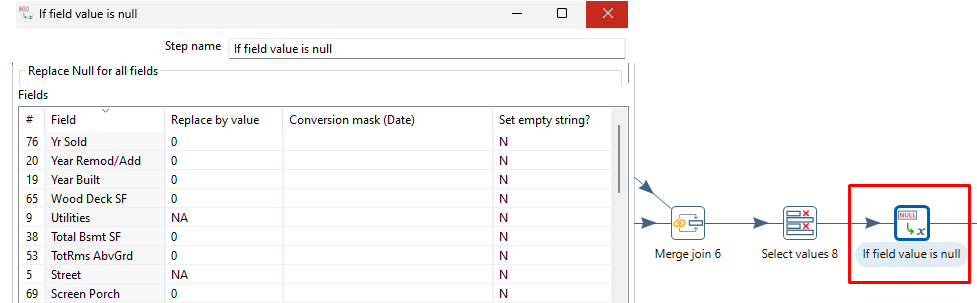 If field value is null
Step name If field value is null
Replace Null for all fields
Fields
# Field Replace by value Conversion mask (Date) Set empty string?
76 Yr Sold 0 N
20 Year Remod/Add 0 N
19 Year Built 0 N
65 Wood Deck SF 0 N
9 Utilities NA N
38 Total Bsmt SF 0 N
53 TotRms AbvGrd 0 N
5 Street NA N
69 Screen Porch 0 N
NULL
x
Merge join 6 Select values 8 If field value is null